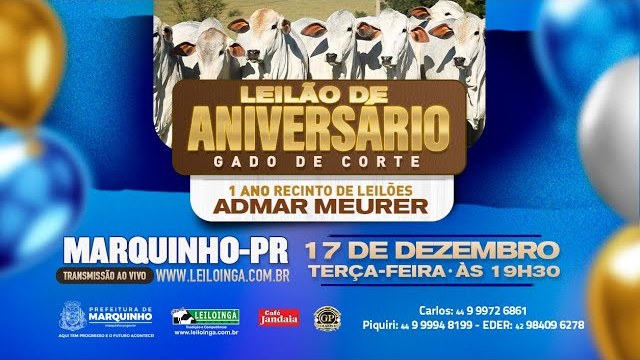 LEILÃO DE
ANIVERSÁRIO
GADO DE CORTE
1 ANO RECINTO DE LEILÕES
ADMAR MEURER
MARQUINHO-PR
TRANSMISSÃO AO VIVO WWW.LEILOINGA.COM.BR
17 DE DEZEMBRO
TERÇA-FEIRA · ÀS 19H30
PREFEITURA DE
MARQUINHO
AQUI TEM PROGRESSO E O FUTURO ACONTECE!
LEILOINGA
Tradição e Competência
www.leiloinga.com.br
Café
Jandaia
GP
Carlos: 44 9 9972 6861
Piquiri: 44 9 9994 8199 - EDER: 42 98409 6278